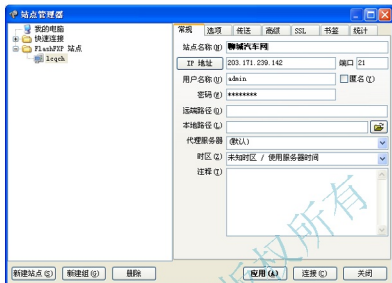 站点管理器
我的电脑
快速连接
FlashFXP 站点
lcqch
常规 选项 传送 高级 SSL 书签 统计
站点名称(N) 聊城汽车网
IP 地址 203.171.239.142 端口 21
用户名称(U) admin 匿名(Y)
密码(P) ********
远端路径(Q)
本地路径(L)
代理服务器 (默认)
时区(Z) 未知时区 / 使用服务器时间
注释(T)
新建站点(S) 新建组(G) 删除 应用(A) 连接(C) 关闭
权所有